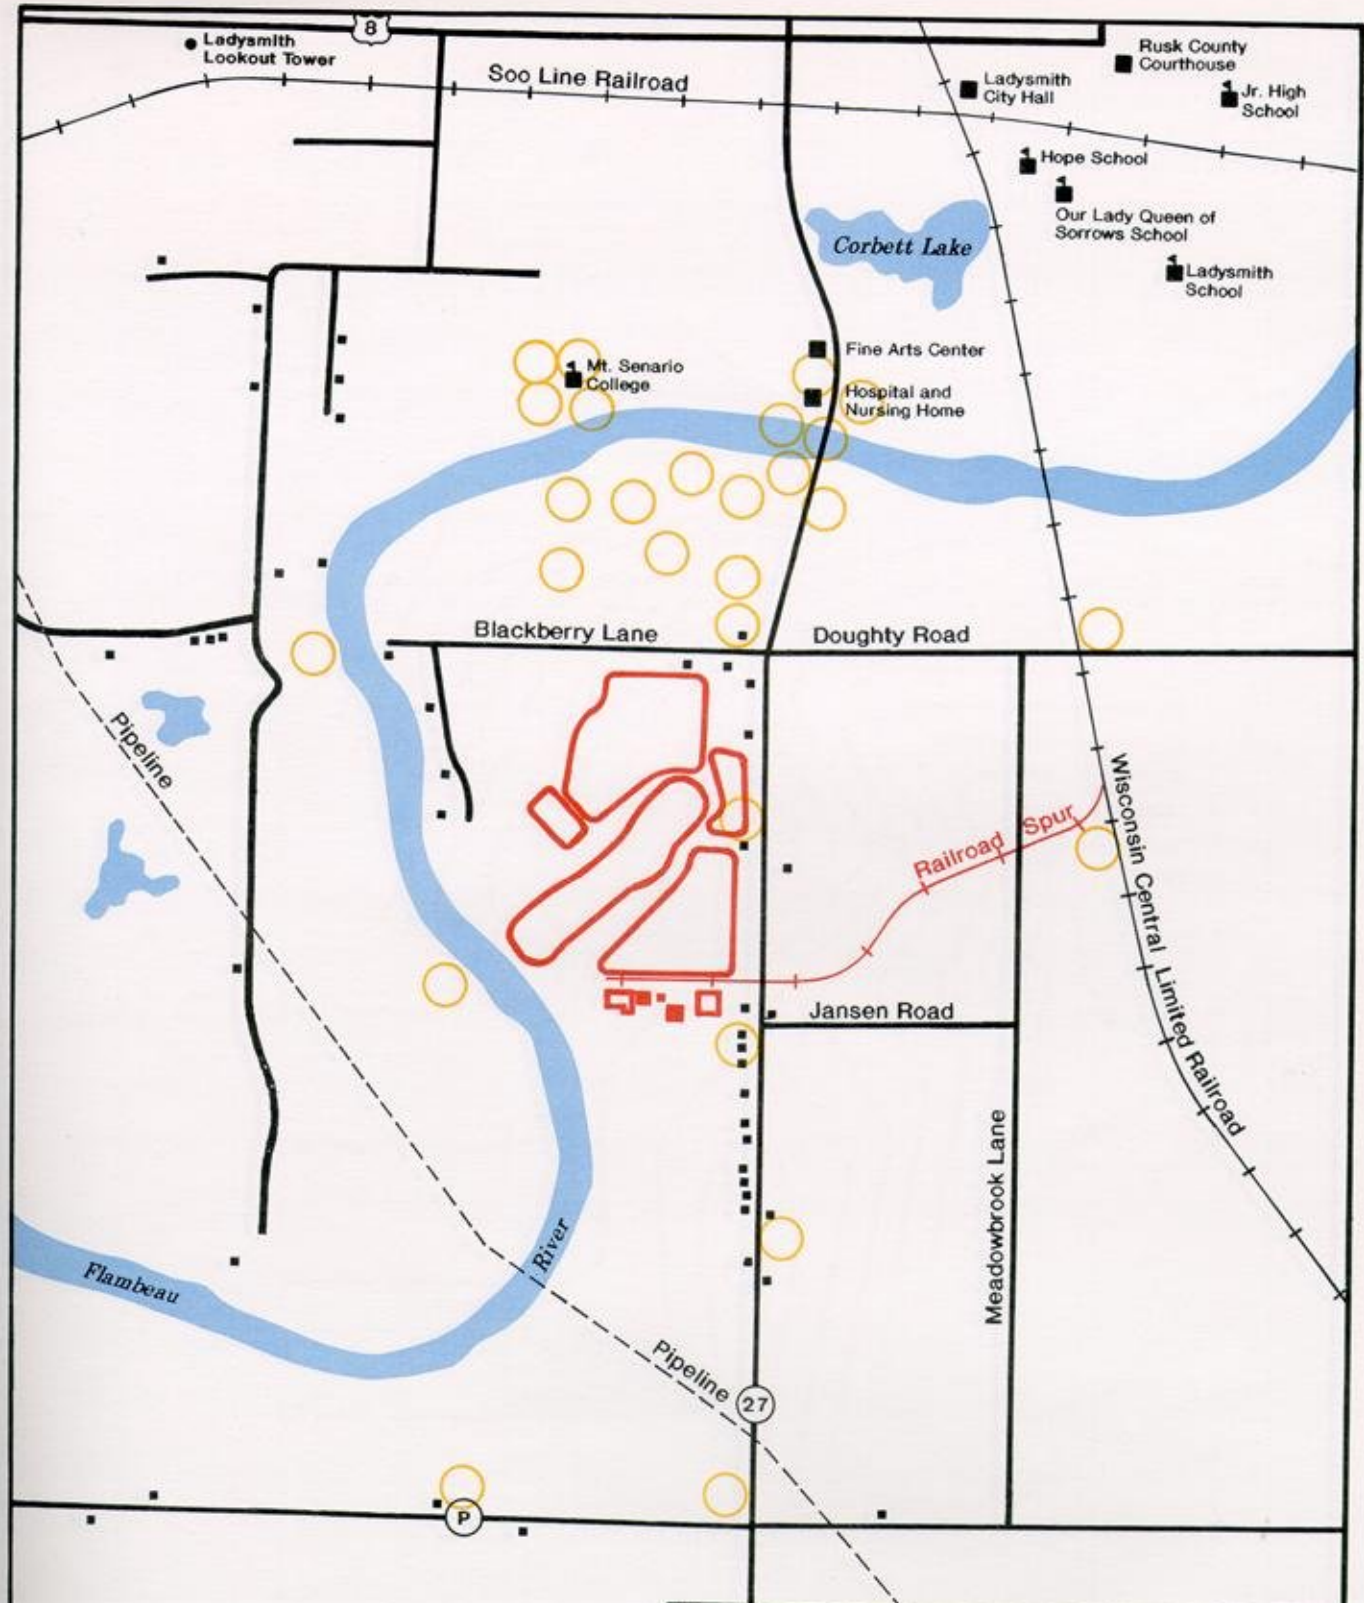 8
Ladysmith
Lookout Tower
Soo Line Railroad
Rusk County
Courthouse
Ladysmith
City Hall
Jr. High
School
Hope School
Our Lady Queen of
Sorrows School
Corbett Lake
Ladysmith
School
Fine Arts Center
Mt. Senario
College
Hospital and
Nursing Home
Blackberry Lane
Doughty Road
Pipeline
Wisconsin Central Limited Railroad
Railroad Spur
Jansen Road
Meadowbrook Lane
Flambeau
River
Pipeline
27
P